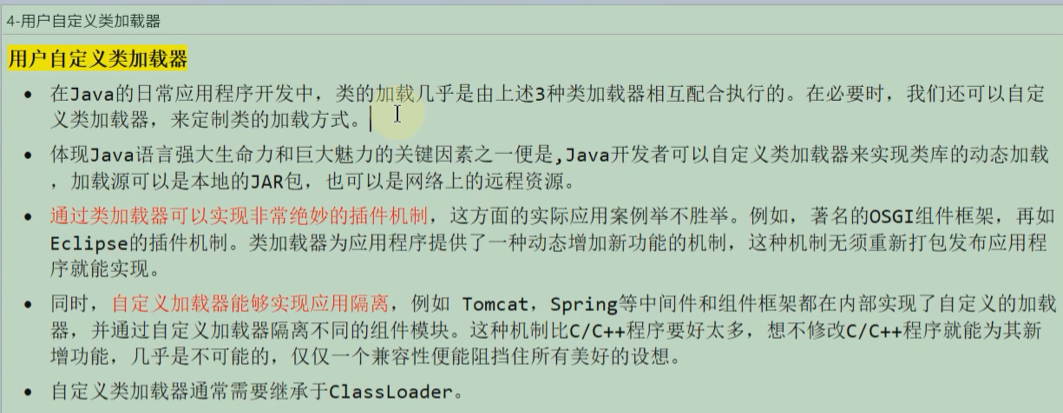 4-用户自定义类加载器
用户自定义类加载器
• 在Java的日常应用程序开发中，类的加载几乎是由上述3种类加载器相互配合执行的。在必要时，我们还可以自定
义类加载器，来定制类的加载方式。
• 体现Java语言强大生命力和巨大魅力的关键因素之一便是,Java开发者可以自定义类加载器来实现类库的动态加载
，加载源可以是本地的JAR包，也可以是网络上的远程资源。
• 通过类加载器可以实现非常绝妙的插件机制，这方面的实际应用案例举不胜举。例如，著名的OSGI组件框架，再如
Eclipse的插件机制。类加载器为应用程序提供了一种动态增加新功能的机制，这种机制无须重新打包发布应用程
序就能实现。
• 同时，自定义加载器能够实现应用隔离，例如 Tomcat，Spring等中间件和组件框架都在内部实现了自定义的加载
器，并通过自定义加载器隔离不同的组件模块。这种机制比C/C++程序要好太多，想不修改C/C++程序就能为其新
增功能，几乎是不可能的，仅仅一个兼容性便能阻挡住所有美好的设想。
• 自定义类加载器通常需要继承于ClassLoader。